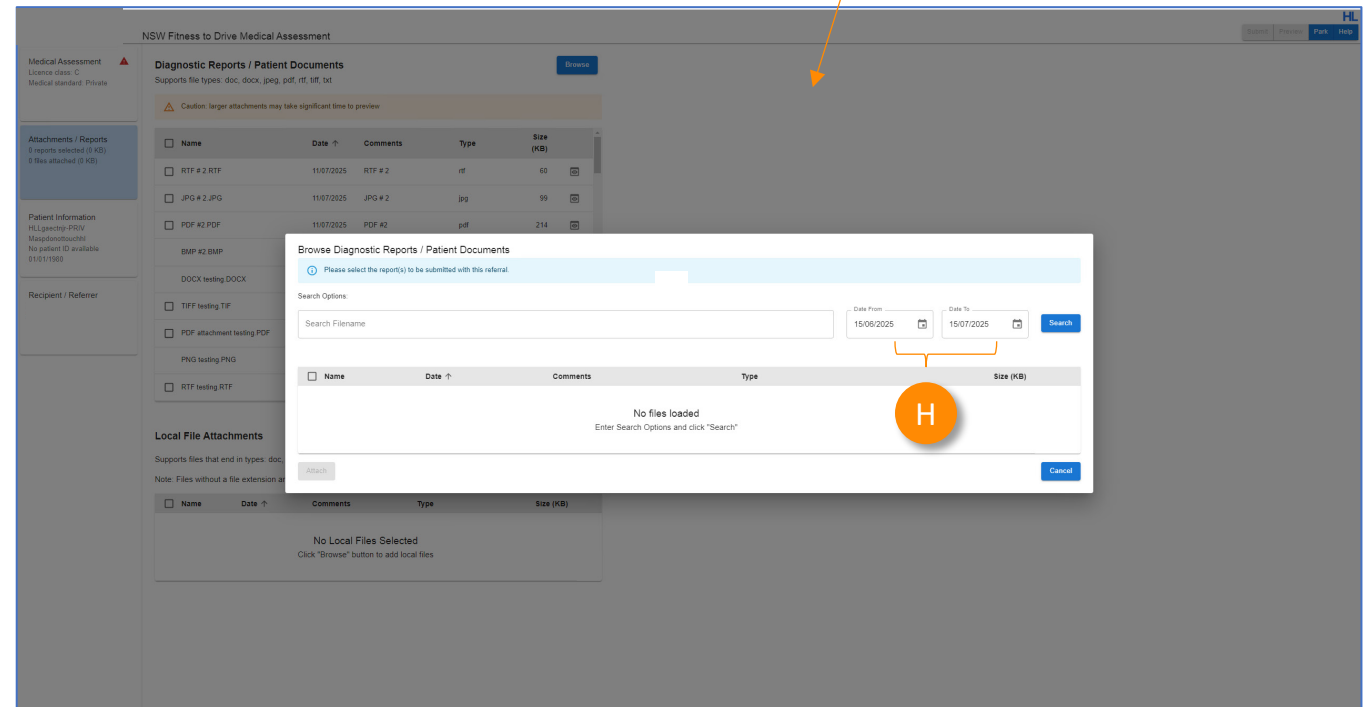 HL
NSW Fitness to Drive Medical Assessment
Submit Preview Park Help
Medical Assessment
Licence class: C
Medical standard: Private
Attachments / Reports
0 reports selected (0 KB)
0 files attached (0 KB)
Patient Information
HLLgaectnjr-PRIV
Maspdonottouchhl
No patient ID available
01/01/1980
Recipient / Referrer
Diagnostic Reports / Patient Documents
Browse
Supports file types: doc, docx, jpeg, pdf, rtf, tiff, txt
Caution: larger attachments may take significant time to preview.
Name Date ↑ Comments Type Size (KB)
RTF # 2.RTF 11/07/2025 RTF # 2 rtf 60
JPG # 2.JPG 11/07/2025 JPG # 2 jpg 99
PDF #2.PDF 11/07/2025 PDF #2 pdf 214
BMP #2.BMP
DOCX testing.DOCX
TIFF testing.TIF
PDF attachment testing.PDF
PNG testing.PNG
RTF testing.RTF
Browse Diagnostic Reports / Patient Documents
Please select the report(s) to be submitted with this referral.
Search Options:
Search Filename
Date From
15/06/2025
Date To
15/07/2025
Search
Name Date ↑ Comments Type Size (KB)
No files loaded
Enter Search Options and click "Search"
H
Attach
Cancel
Local File Attachments
Supports files that end in types: doc,
Note: Files without a file extension
Name Date ↑ Comments Type Size (KB)
No Local Files Selected
Click "Browse" button to add local files